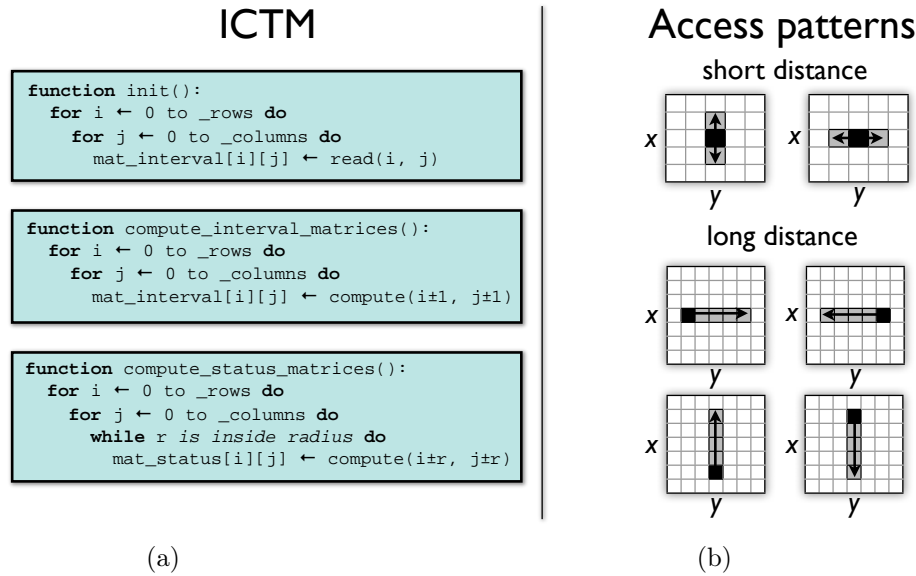 ICTM
function init():
for i ← 0 to _rows do
for j ← 0 to _columns do
mat_interval[i][j] ← read(i, j)
function compute_interval_matrices():
for i ← 0 to _rows do
for j ← 0 to _columns do
mat_interval[i][j] ← compute(i±1, j±1)
function compute_status_matrices():
for i ← 0 to _rows do
for j ← 0 to _columns do
while r is inside radius do
mat_status[i][j] ← compute(i±r, j±r)
(a)
Access patterns
short distance
x x
y y
long distance
x x
y y
x x
y y
(b)